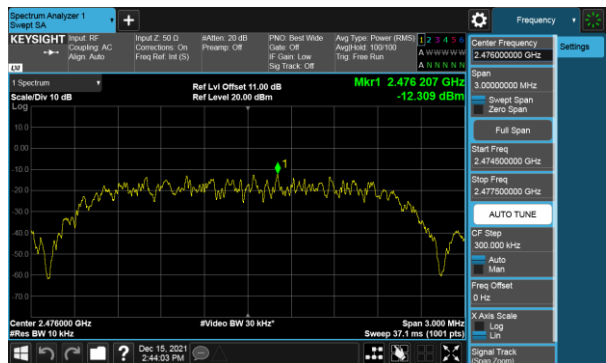 Spectrum Analyzer 1
Swept SA
Frequency
KEYSIGHT
Input: RF
Coupling: AC
Align: Auto
Input Z: 50 Ω
Corrections: On
Freq Ref: Int (S)
#Atten: 20 dB
Preamp: Off
PNO: Best Wide
Gate: Off
IF Gain: Low
Sig Track: Off
Avg Type: Power (RMS)
Avg|Hold: 100/100
Trig: Free Run
1 2 3 4 5 6
A W W W W W
A N N N N N
LXI
1 Spectrum
Scale/Div 10 dB
Log
Ref Lvl Offset 11.00 dB
Ref Level 20.00 dBm
Mkr1 2.476 207 GHz
-12.309 dBm
10.0
0.00
-10.0
-20.0
-30.0
-40.0
-50.0
-60.0
-70.0
1
Center 2.476000 GHz
#Res BW 10 kHz
#Video BW 30 kHz*
Span 3.000 MHz
Sweep 37.1 ms (1001 pts)
Dec 15, 2021
2:44:03 PM
Center Frequency
2.476000000 GHz
Settings
Span
3.00000000 MHz
Swept Span
Zero Span
Full Span
Start Freq
2.474500000 GHz
Stop Freq
2.477500000 GHz
AUTO TUNE
CF Step
300.000 kHz
Auto
Man
Freq Offset
0 Hz
X Axis Scale
Log
Lin
Signal Track
(Span Zoom)